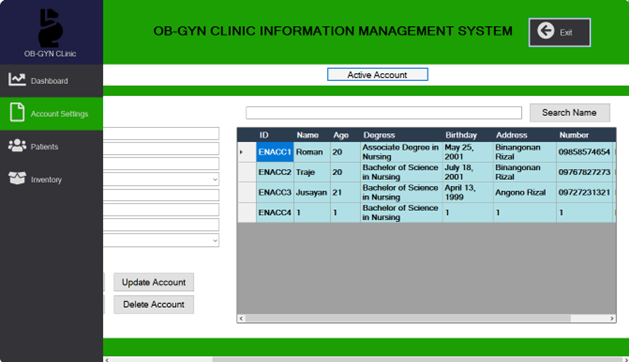 OB-GYN CLINIC INFORMATION MANAGEMENT SYSTEM
Exit
OB-GYN CLinic
Active Account
Dashboard
Account Settings
Patients
Inventory
Search Name
ID Name Age Degress Birthday Address Number
ENACC1 Roman 20 Associate Degree in Nursing May 25, 2001 Binangonan Rizal 09858574654
ENACC2 Traje 20 Bachelor of Science in Nursing July 18, 2001 Binangonan Rizal 09767827273
ENACC3 Jusayan 21 Bachelor of Science in Nursing April 13, 1999 Angono Rizal 09727231321
ENACC4 1 1 Bachelor of Science in Nursing 1 1 1
Update Account
Delete Account